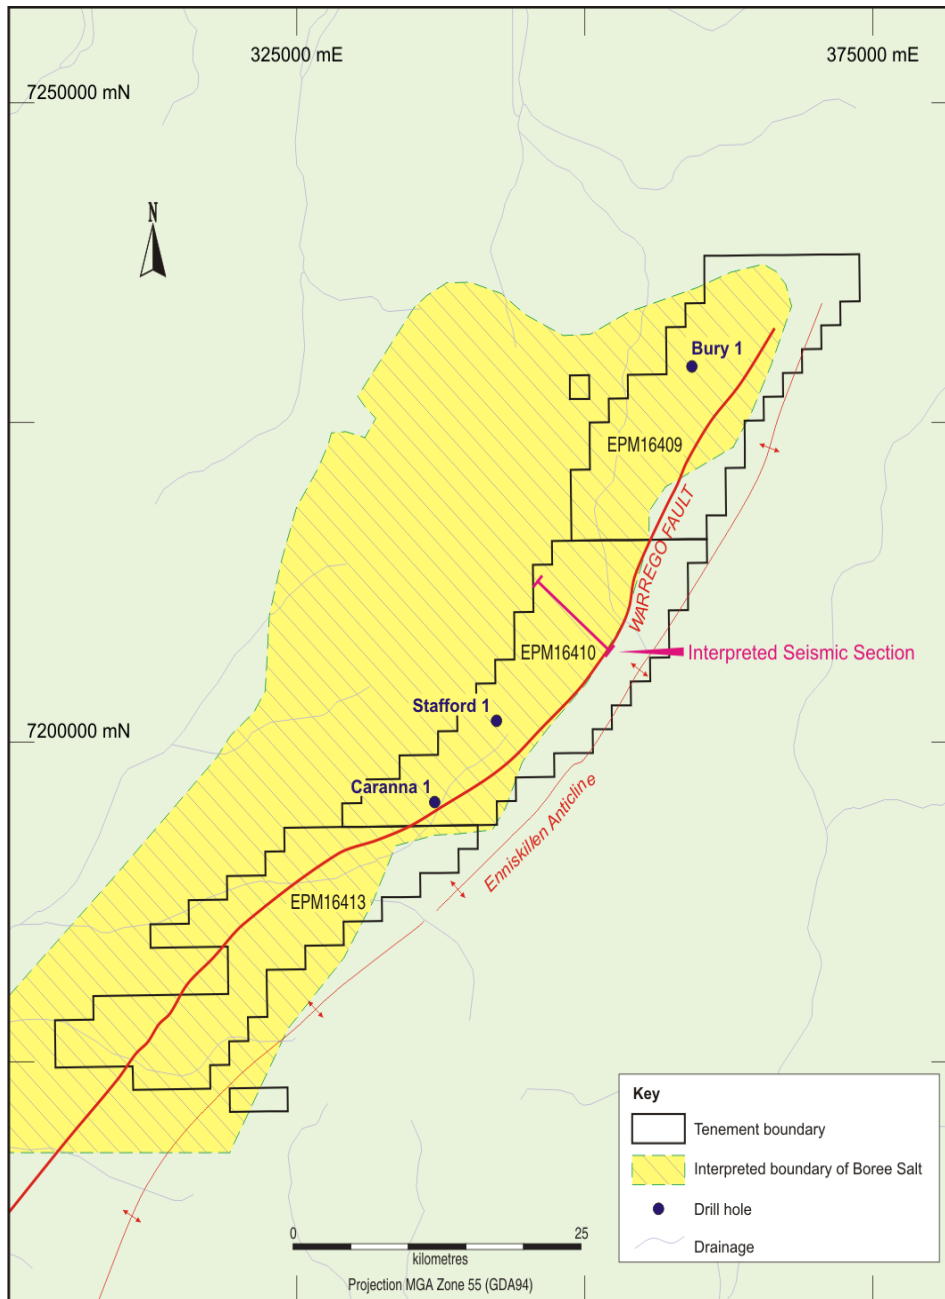 325000 mE
375000 mE
7250000 mN
N
Bury 1
EPM16409
WARREGO FAULT
EPM16410
Interpreted Seismic Section
Stafford 1
7200000 mN
Caranna 1
Enniskillen Anticline
EPM16413
Key
Tenement boundary
Interpreted boundary of Boree Salt
Drill hole
Drainage
0
25
kilometres
Projection MGA Zone 55 (GDA94)